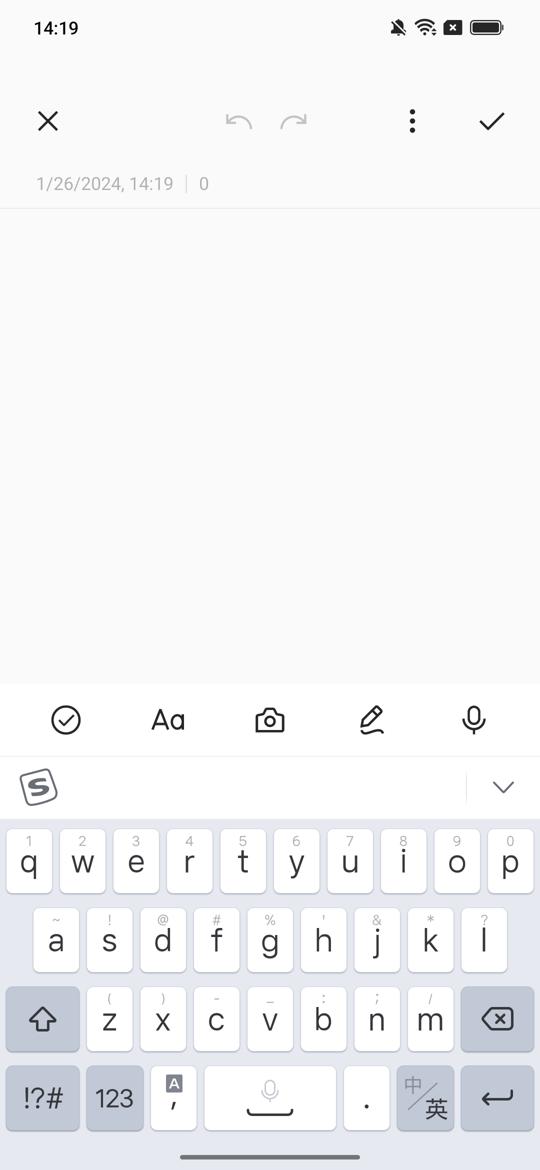 14:19
1/26/2024, 14:19 0
Aa
S
1 2 3 4 5 6 7 8 9 0
q w e r t y u i o p
~ ! @ # % ' & * ?
a s d f g h j k l
( ) - _ : ; /
z x c v b n m
!?# 123 A , . 中/英